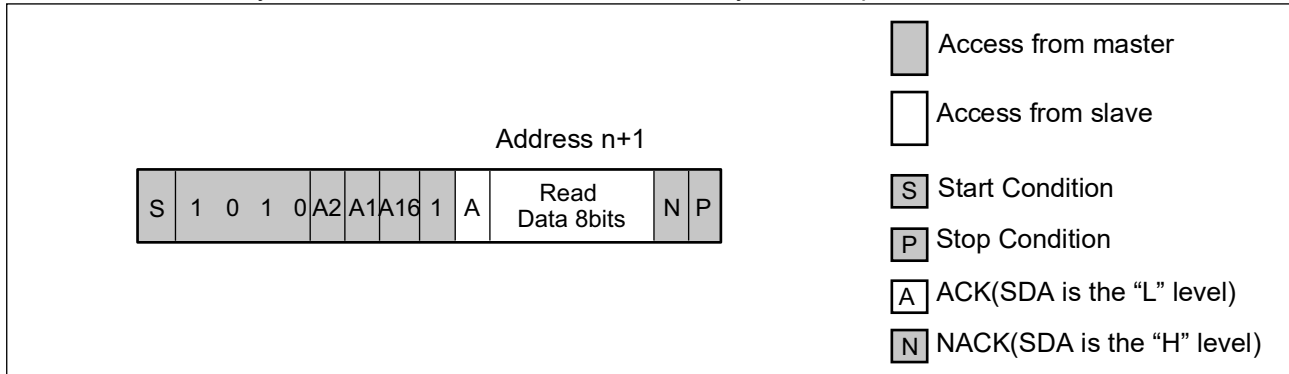 Address n+1
S 1 0 1 0 A2 A1 A16 1 A Read Data 8bits N P
Access from master
Access from slave
S Start Condition
P Stop Condition
A ACK(SDA is the “L” level)
N NACK(SDA is the “H” level)